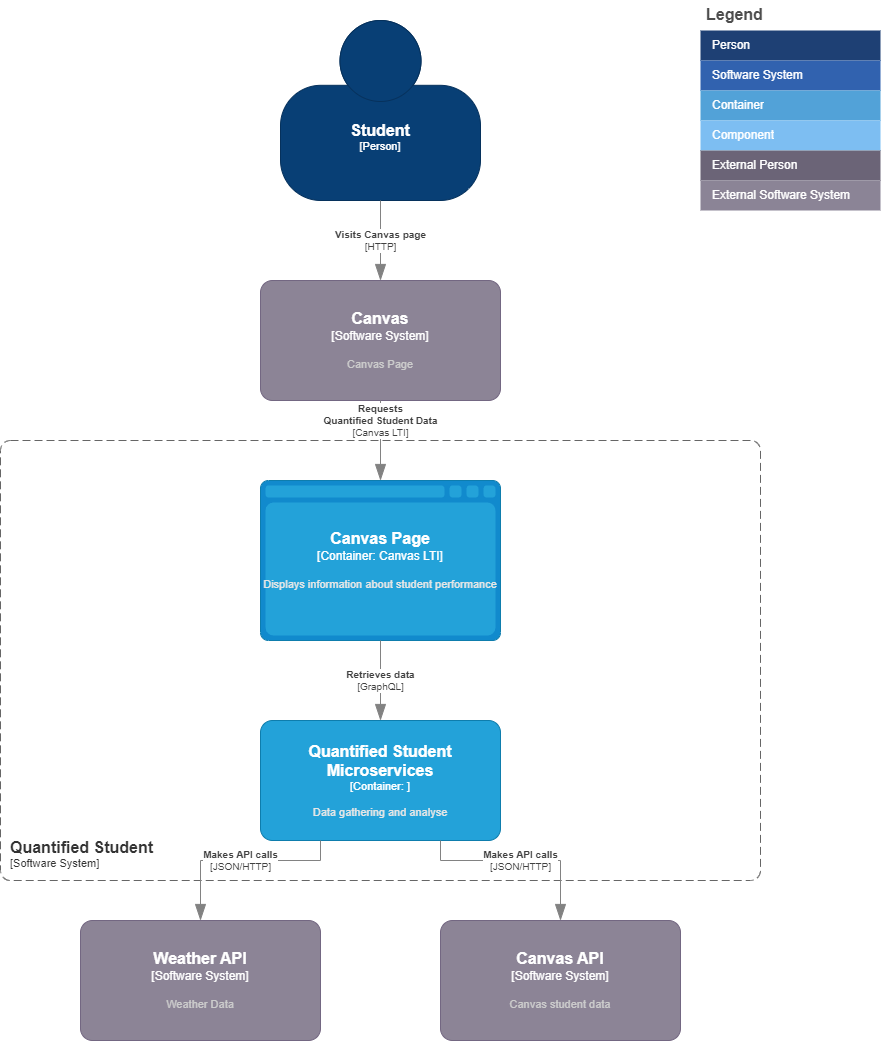 Legend
Person
Software System
Container
Component
External Person
External Software System
Student
[Person]
Visits Canvas page
[HTTP]
Canvas
[Software System]
Canvas Page
Requests
Quantified Student Data
[Canvas LTI]
Canvas Page
[Container: Canvas LTI]
Displays information about student performance
Retrieves data
[GraphQL]
Quantified Student
Microservices
[Container: ]
Data gathering and analyse
Quantified Student
[Software System]
Makes API calls
[JSON/HTTP]
Makes API calls
[JSON/HTTP]
Weather API
[Software System]
Weather Data
Canvas API
[Software System]
Canvas student data